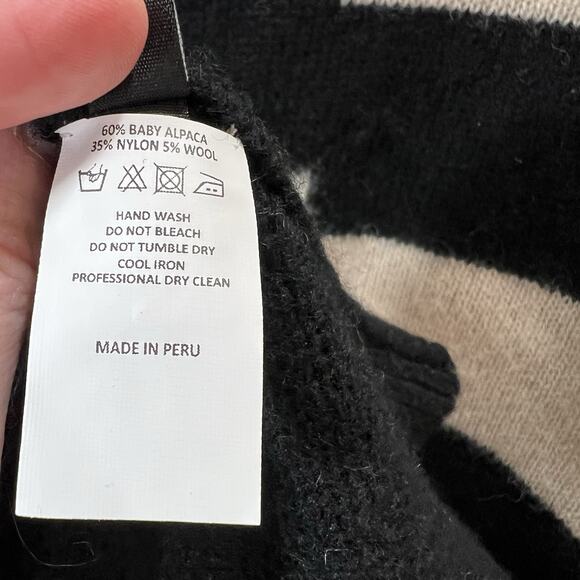 60% BABY ALPACA
35% NYLON 5% WOOL
HAND WASH
DO NOT BLEACH
DO NOT TUMBLE DRY
COOL IRON
PROFESSIONAL DRY CLEAN
MADE IN PERU